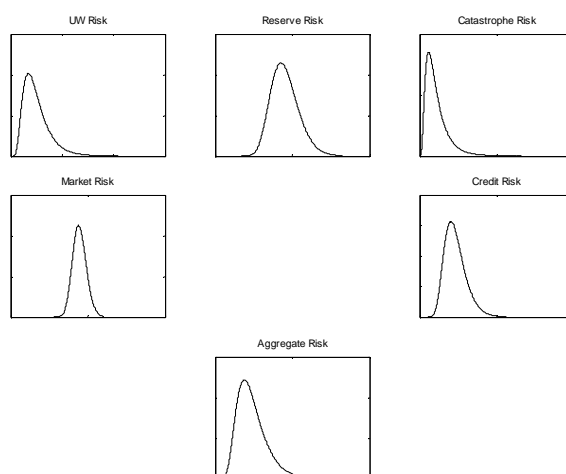 UW Risk
Reserve Risk
Catastrophe Risk
Market Risk
Credit Risk
Aggregate Risk